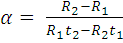 α = (R₂−R₁)/(R₁t₂−R₂t₁)